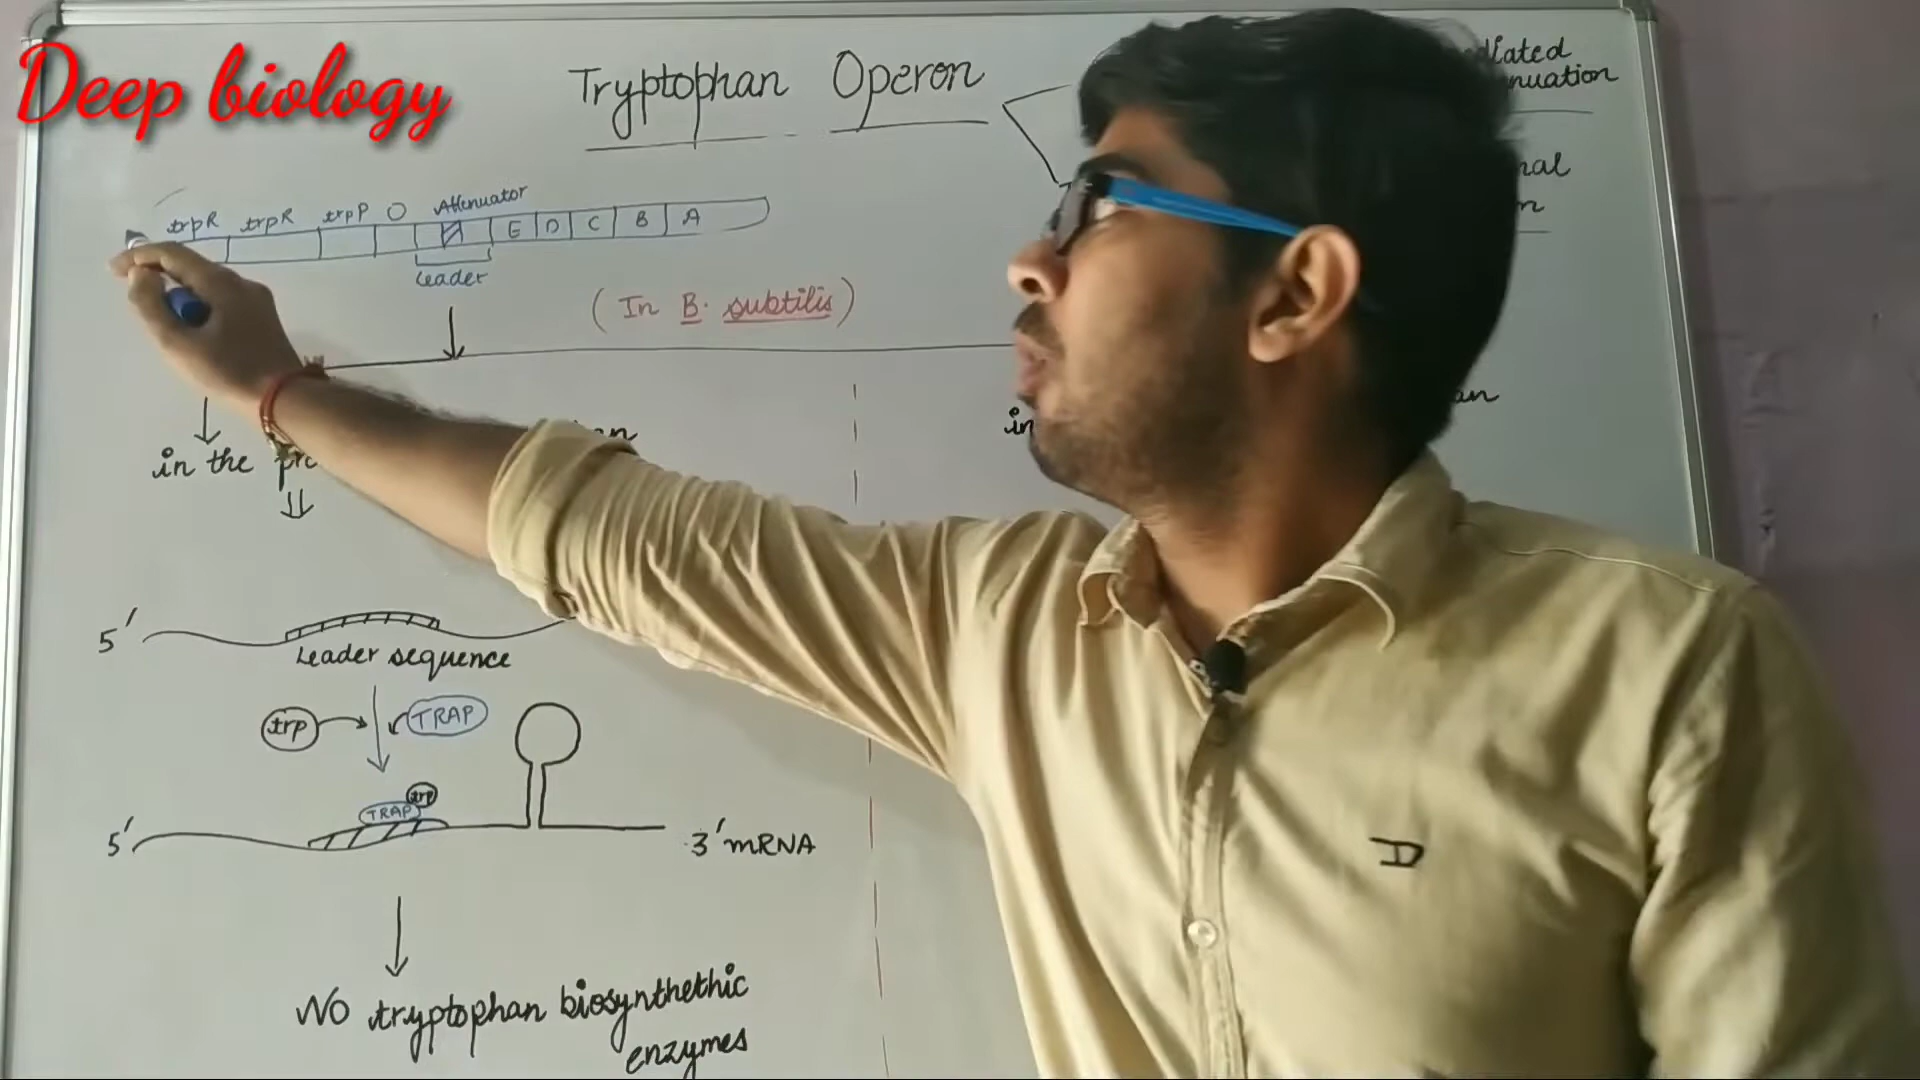 Deep biology
Tryptophan Operon
trpR trpR trpP O Attenuator
E D C B A
Leader
(In B. subtilis)
in the
5'
Leader sequence
trp
TRAP
trp
TRAP
5'
3' mRNA
No tryptophan biosynthethic
enzymes
D